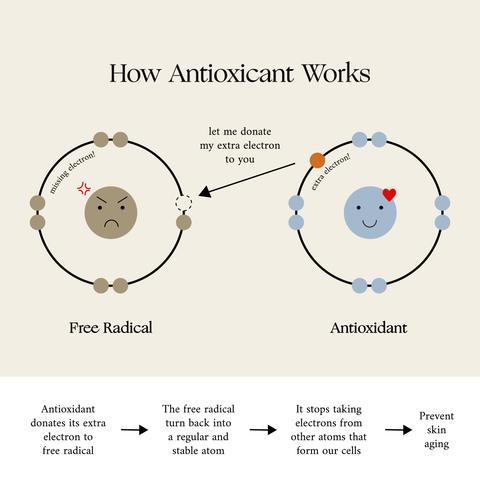 How Antioxicant Works
let me donate
my extra electron
to you
missing electron!
extra electron!
Free Radical
Antioxidant
Antioxidant
donates its extra
electron to
free radical
The free radical
turn back into
a regular and
stable atom
It stops taking
electrons from
other atoms that
form our cells
Prevent
skin
aging